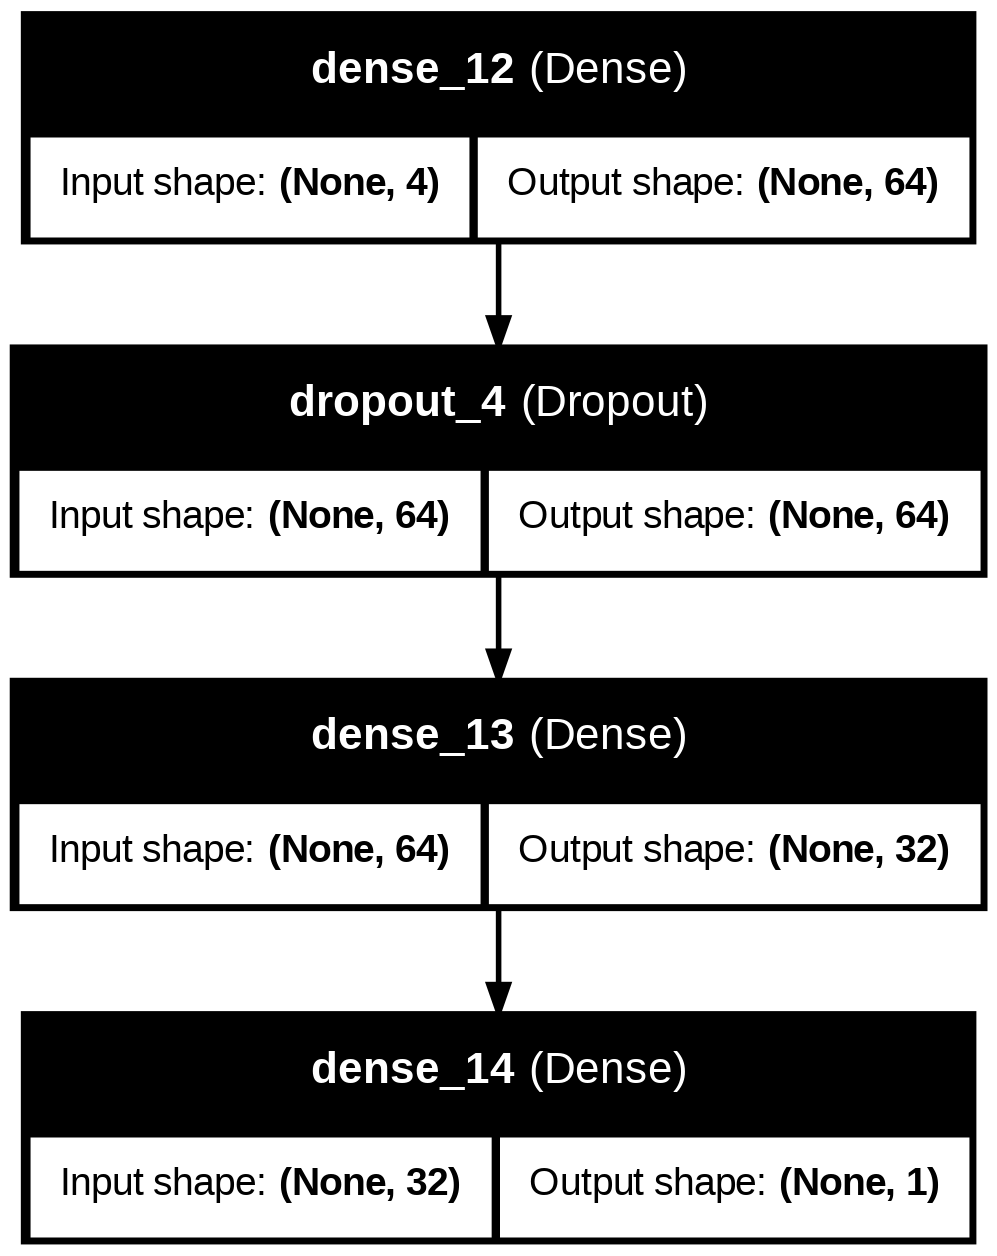 dense_12 (Dense)
Input shape: (None, 4) Output shape: (None, 64)
dropout_4 (Dropout)
Input shape: (None, 64) Output shape: (None, 64)
dense_13 (Dense)
Input shape: (None, 64) Output shape: (None, 32)
dense_14 (Dense)
Input shape: (None, 32) Output shape: (None, 1)